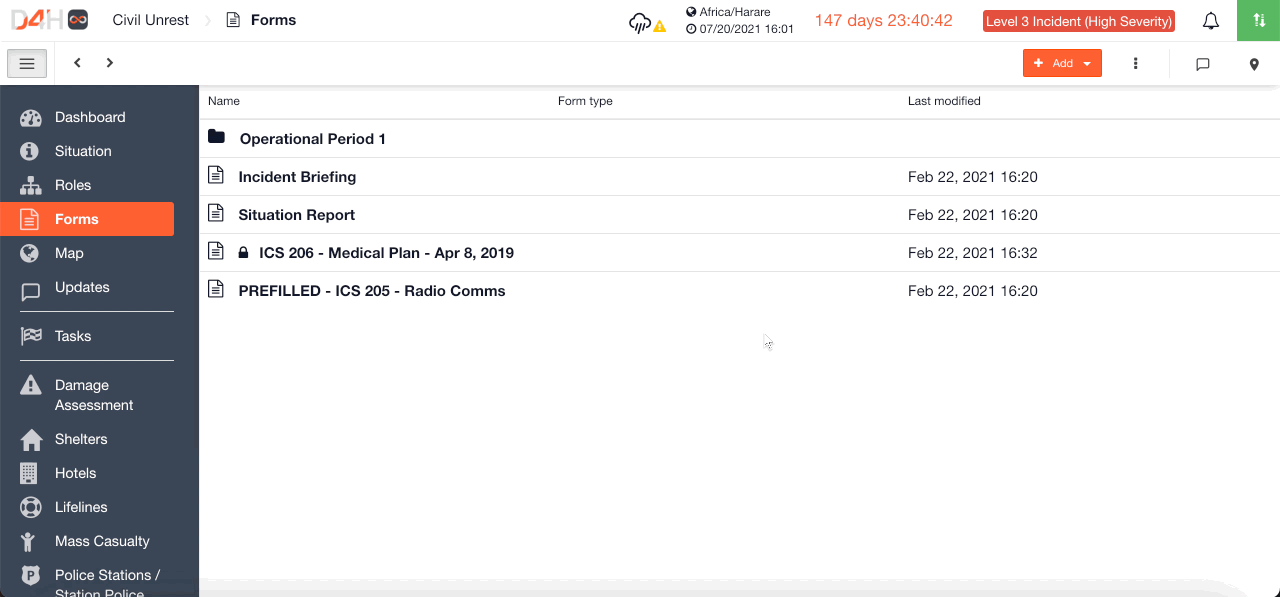 D4H
Civil Unrest
Forms
Africa/Harare
07/20/2021 16:01
147 days 23:40:42
Level 3 Incident (High Severity)
Add
Name Form type Last modified
Operational Period 1
Incident Briefing Feb 22, 2021 16:20
Situation Report Feb 22, 2021 16:20
ICS 206 - Medical Plan - Apr 8, 2019 Feb 22, 2021 16:32
PREFILLED - ICS 205 - Radio Comms Feb 22, 2021 16:20
Dashboard
Situation
Roles
Forms
Map
Updates
Tasks
Damage
Assessment
Shelters
Hotels
Lifelines
Mass Casualty
P
Police Stations /
Station Police